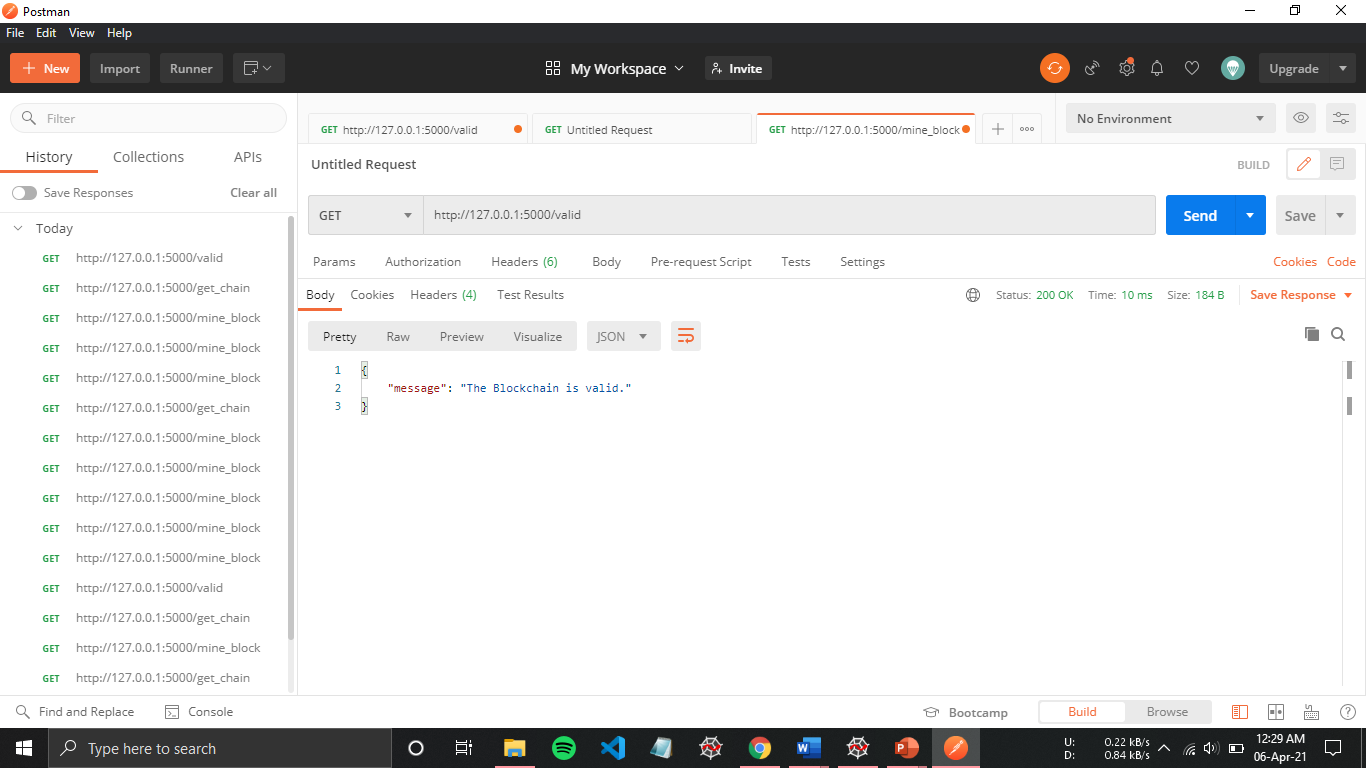 Postman
File Edit View Help
New Import Runner My Workspace Invite Upgrade
Filter
History Collections APIs
Save Responses Clear all
Today
GET http://127.0.0.1:5000/valid
GET http://127.0.0.1:5000/get_chain
GET http://127.0.0.1:5000/mine_block
GET http://127.0.0.1:5000/mine_block
GET http://127.0.0.1:5000/mine_block
GET http://127.0.0.1:5000/get_chain
GET http://127.0.0.1:5000/mine_block
GET http://127.0.0.1:5000/mine_block
GET http://127.0.0.1:5000/mine_block
GET http://127.0.0.1:5000/mine_block
GET http://127.0.0.1:5000/mine_block
GET http://127.0.0.1:5000/valid
GET http://127.0.0.1:5000/get_chain
GET http://127.0.0.1:5000/mine_block
GET http://127.0.0.1:5000/get_chain
GET http://127.0.0.1:5000/valid GET Untitled Request GET http://127.0.0.1:5000/mine_block No Environment
Untitled Request BUILD
GET http://127.0.0.1:5000/valid Send Save
Params Authorization Headers (6) Body Pre-request Script Tests Settings Cookies Code
Body Cookies Headers (4) Test Results Status: 200 OK Time: 10 ms Size: 184 B Save Response
Pretty Raw Preview Visualize JSON
1 {
2 "message": "The Blockchain is valid."
3 }
Find and Replace Console Bootcamp Build Browse
Type here to search
U: 0.22 kB/s
D: 0.84 kB/s
12:29 AM
06-Apr-21